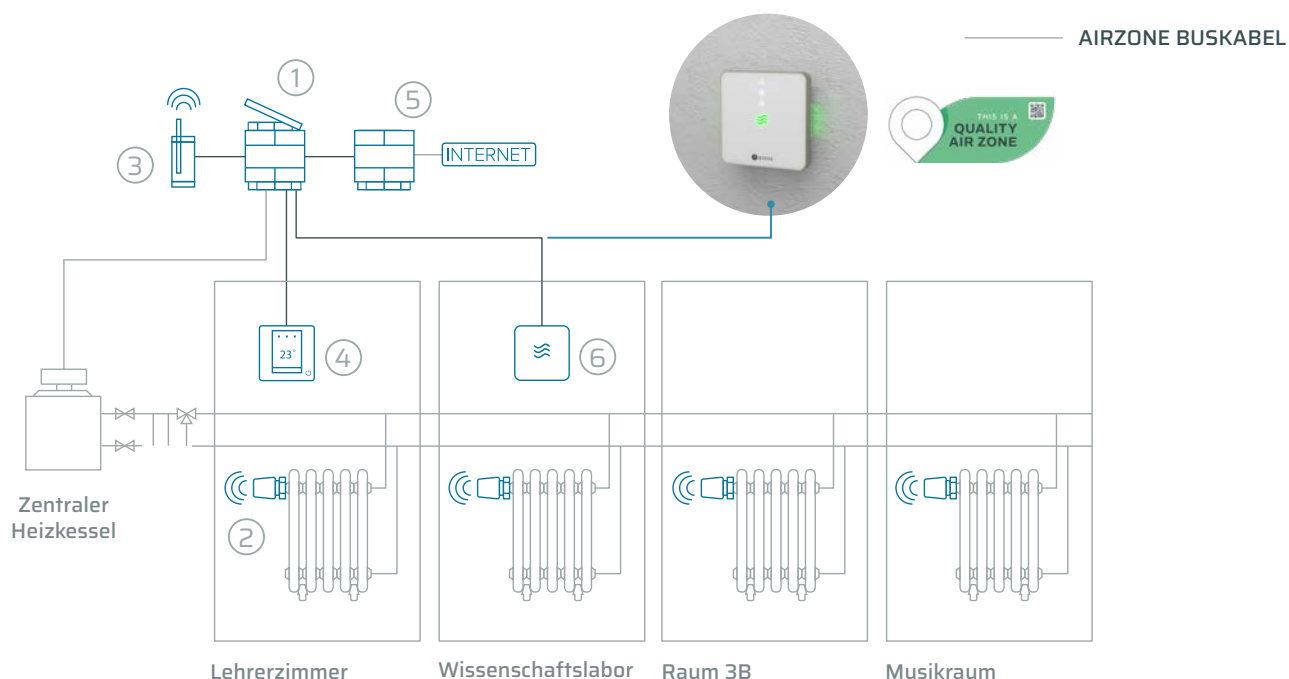 AIRZONE BUSKABEL
1
5
THIS IS A
QUALITY
AIR ZONE
3
INTERNET
23°
4
6
2
Zentraler
Heizkessel
Lehrerzimmer
Wissenschaftslabor
Raum 3B
Musikraum